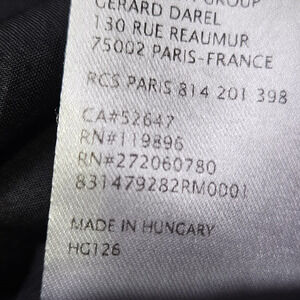 GROUP
GERARD DAREL
130 RUE REAUMUR
75002 PARIS-FRANCE
RCS PARIS 814 201 398
CA#52647
RN#119896
RN#272060780
831479282RM0001
MADE IN HUNGARY
HG126